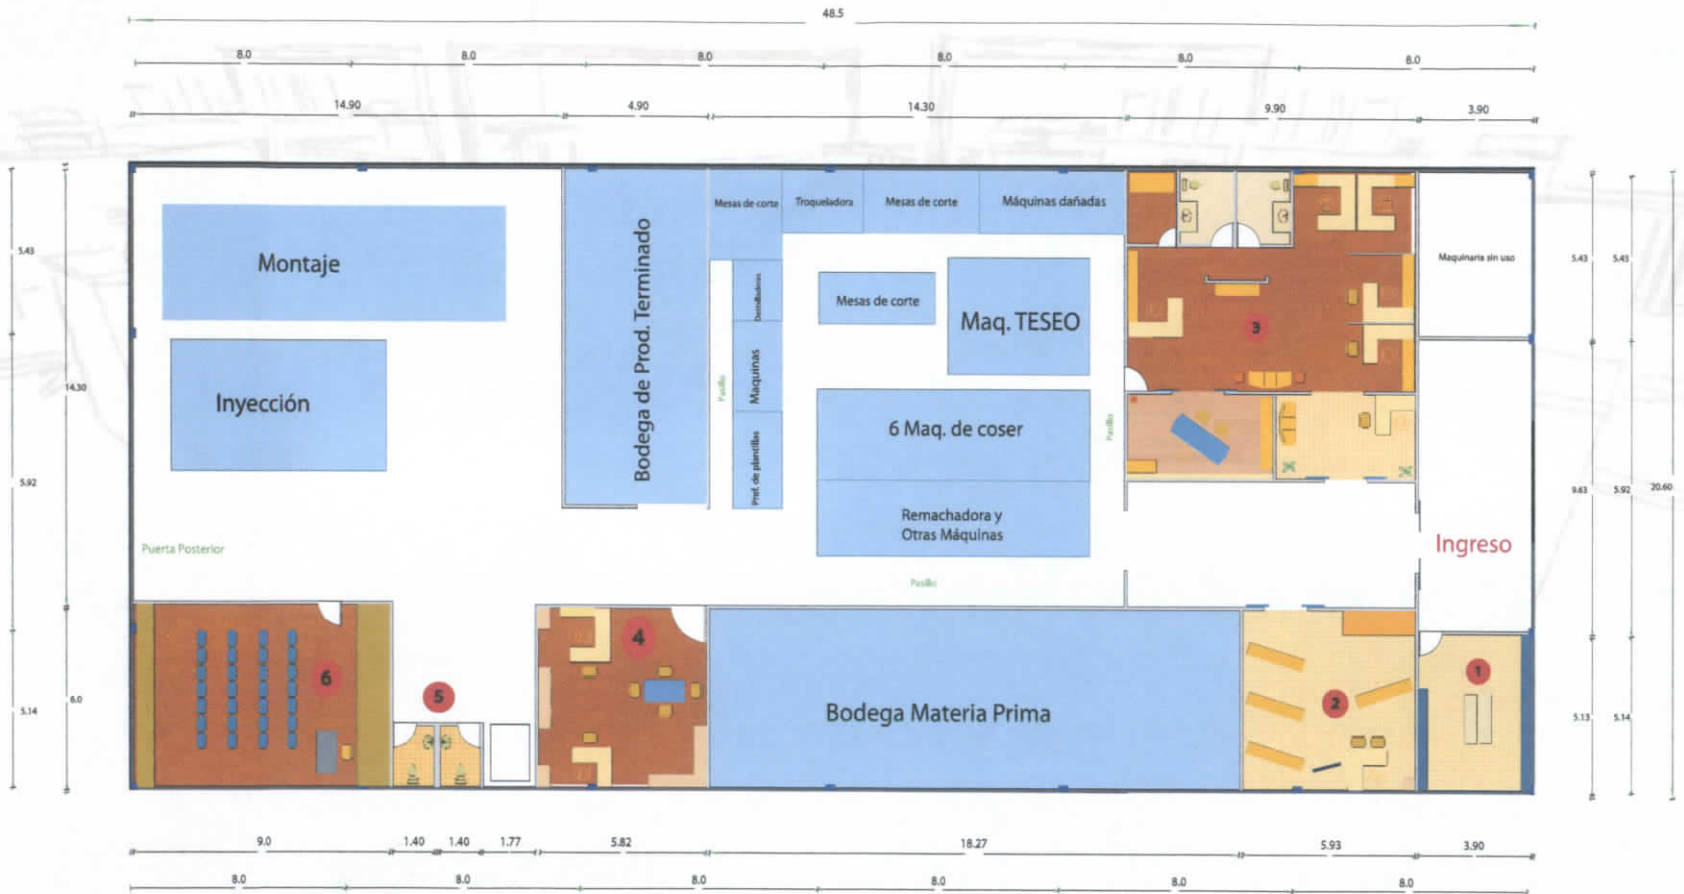 48.5
8.0 8.0 8.0 8.0 8.0 8.0
14.90 4.90 14.30 9.90 3.90
Mesas de corte
Troqueladora
Mesas de corte
Máquinas dañadas
Montaje
Inyección
Bodega de Prod. Terminado
Pasillo
Maquinas
Pref. de plantillas
Mesas de corte
Maq. TESEO
6 Maq. de coser
Remachadora y
Otras Máquinas
Pasillo
Pasillo
Maquinaria sin uso
3
Ingreso
Puerta Posterior
6
5
4
Bodega Materia Prima
2
1
5.43
5.92
5.14
14.30
6.0
5.43
9.63
5.13
5.43
5.92
5.14
20.60
9.0 1.40 1.40 1.77 5.82 18.27 5.93 3.90
8.0 8.0 8.0 8.0 8.0 8.0